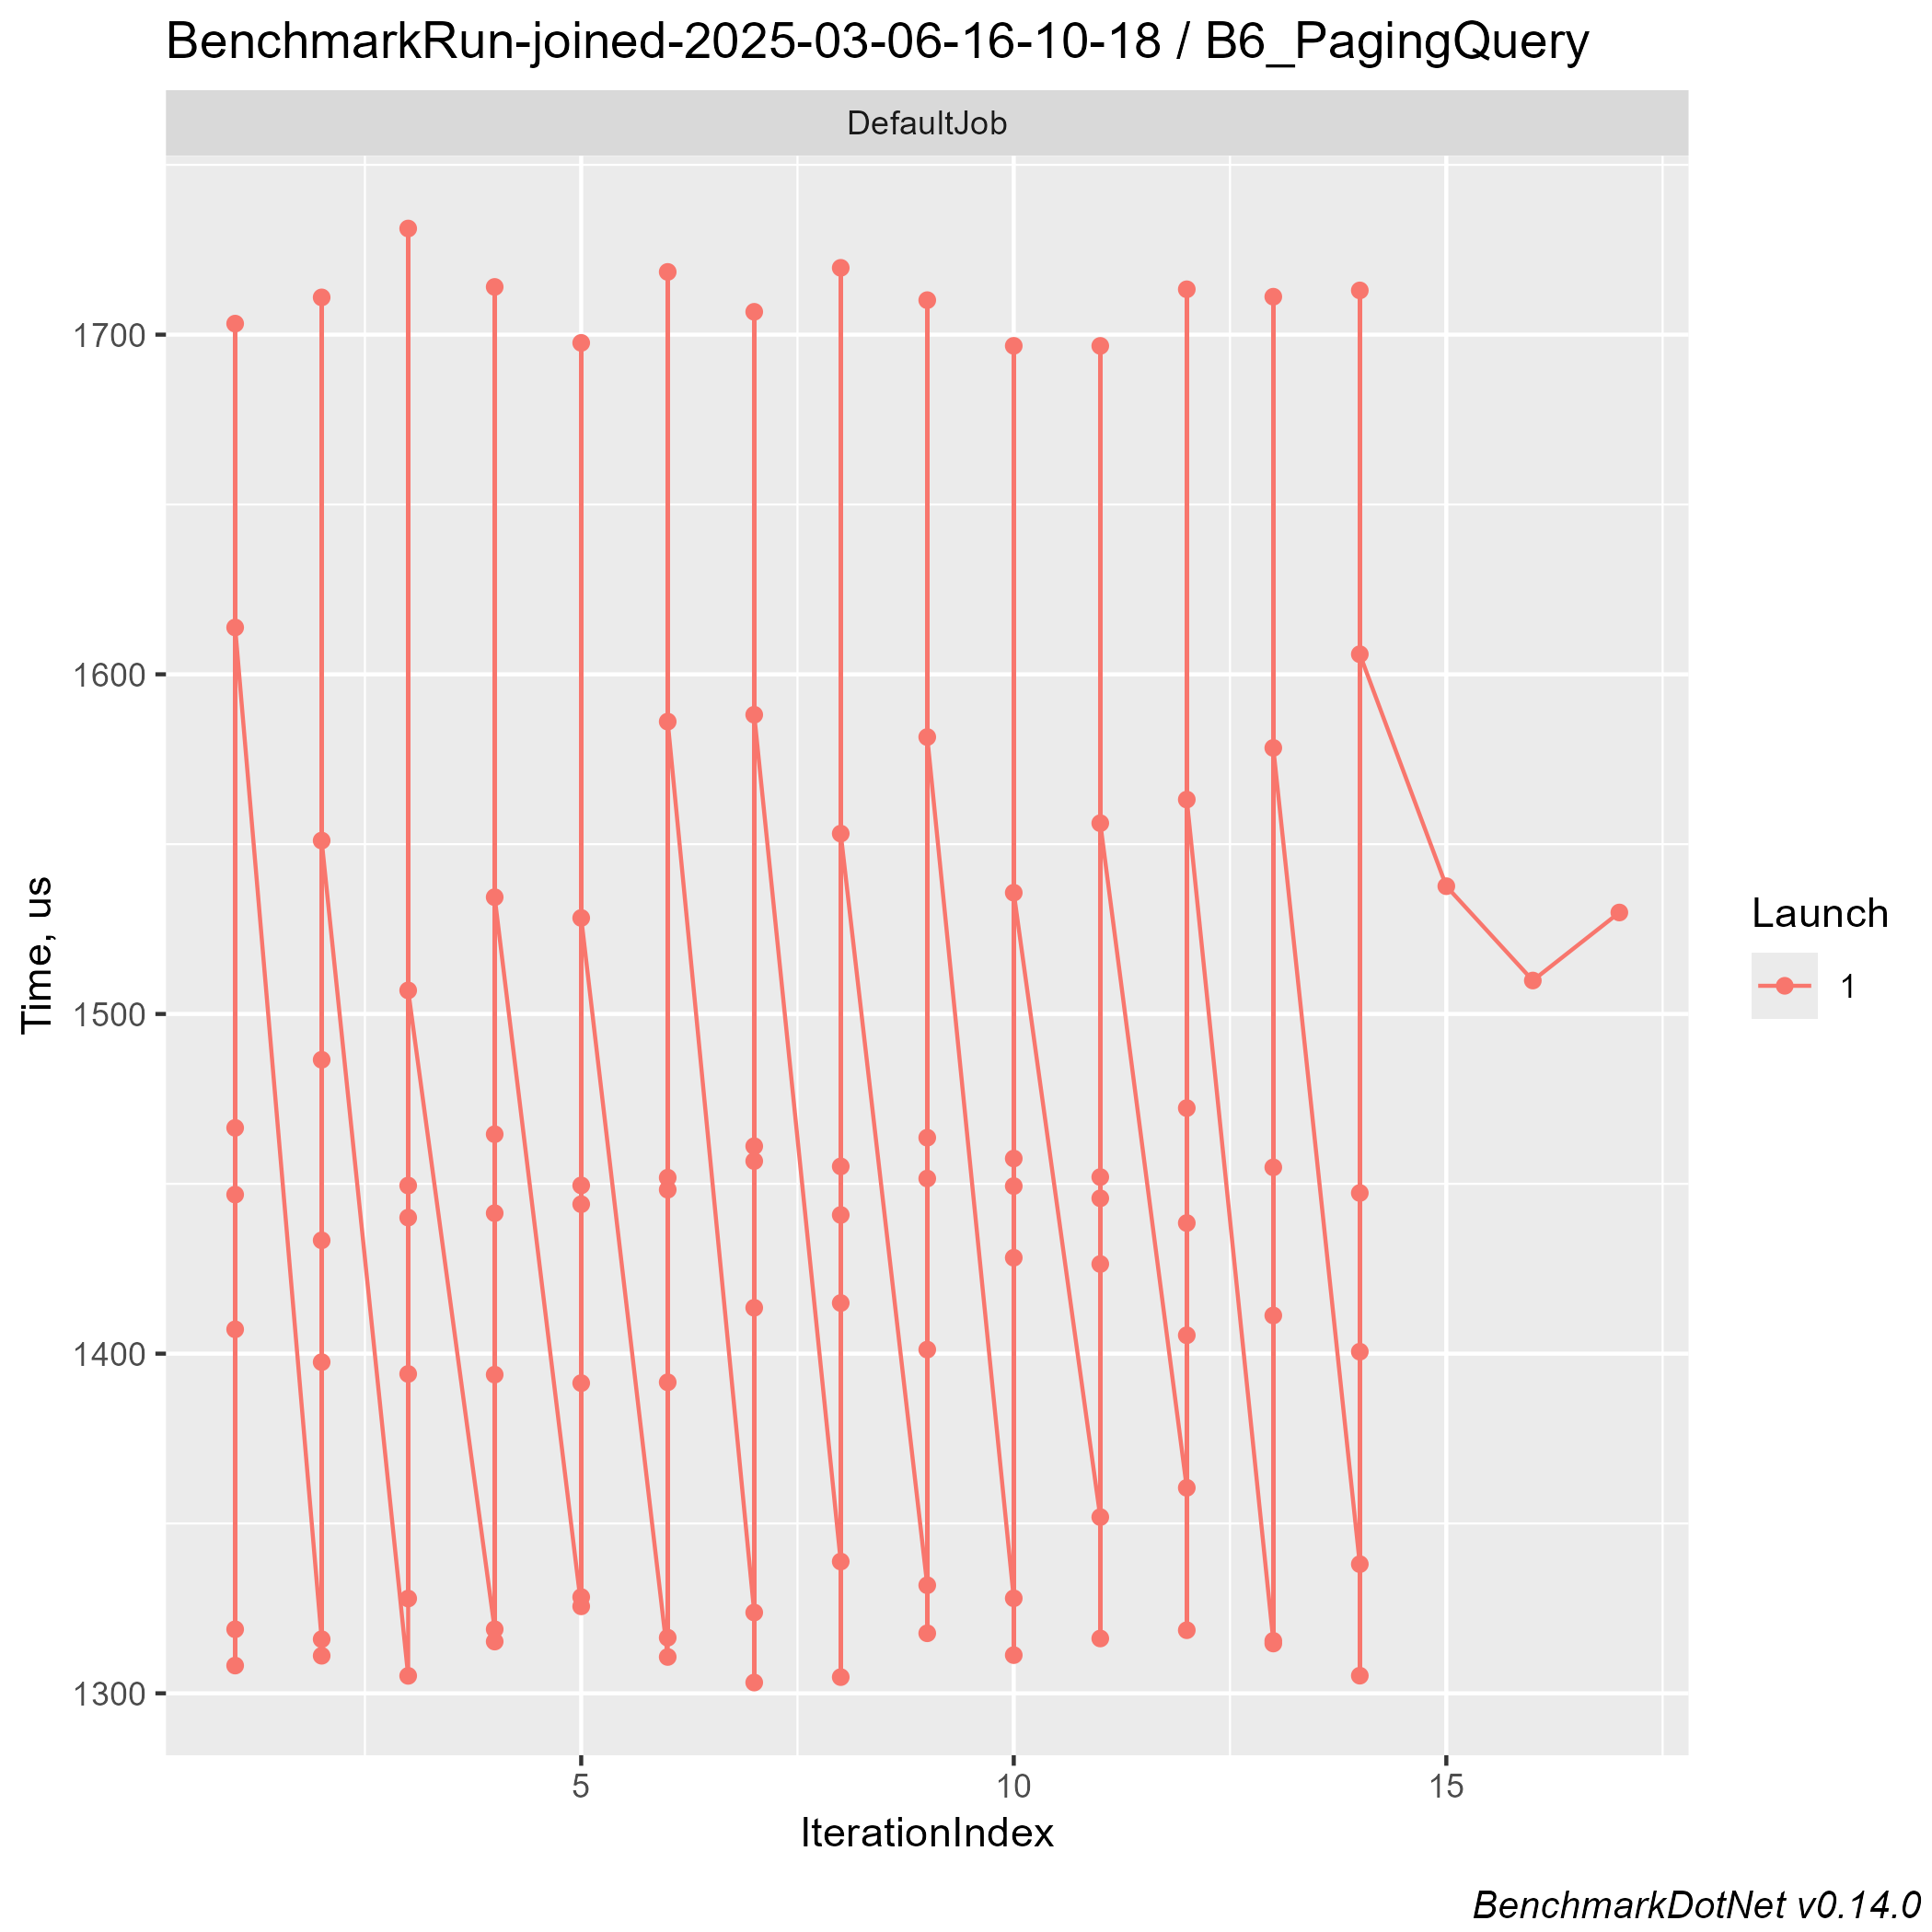 BenchmarkRun-joined-2025-03-06-16-10-18 / B6_PagingQuery
DefaultJob
1700
1600
1500
1400
1300
Time, us
5
10
15
IterationIndex
Launch
1
BenchmarkDotNet v0.14.0